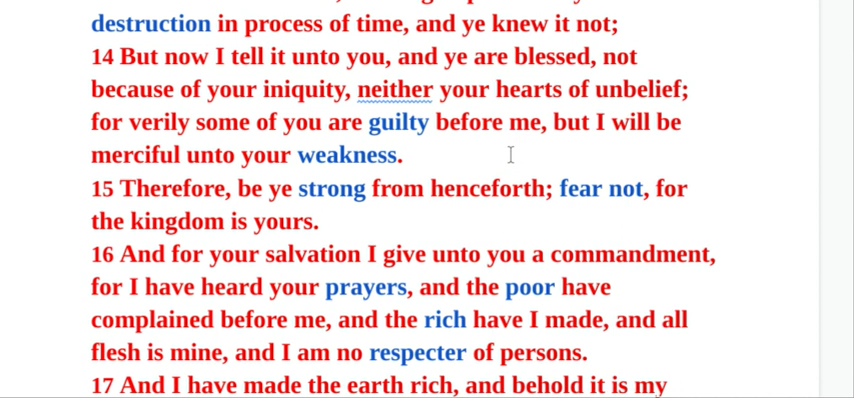 destruction in process of time, and ye knew it not;
14 But now I tell it unto you, and ye are blessed, not
because of your iniquity, neither your hearts of unbelief;
for verily some of you are guilty before me, but I will be
merciful unto your weakness.
15 Therefore, be ye strong from henceforth; fear not, for
the kingdom is yours.
16 And for your salvation I give unto you a commandment,
for I have heard your prayers, and the poor have
complained before me, and the rich have I made, and all
flesh is mine, and I am no respecter of persons.
17 And I have made the earth rich, and behold it is my